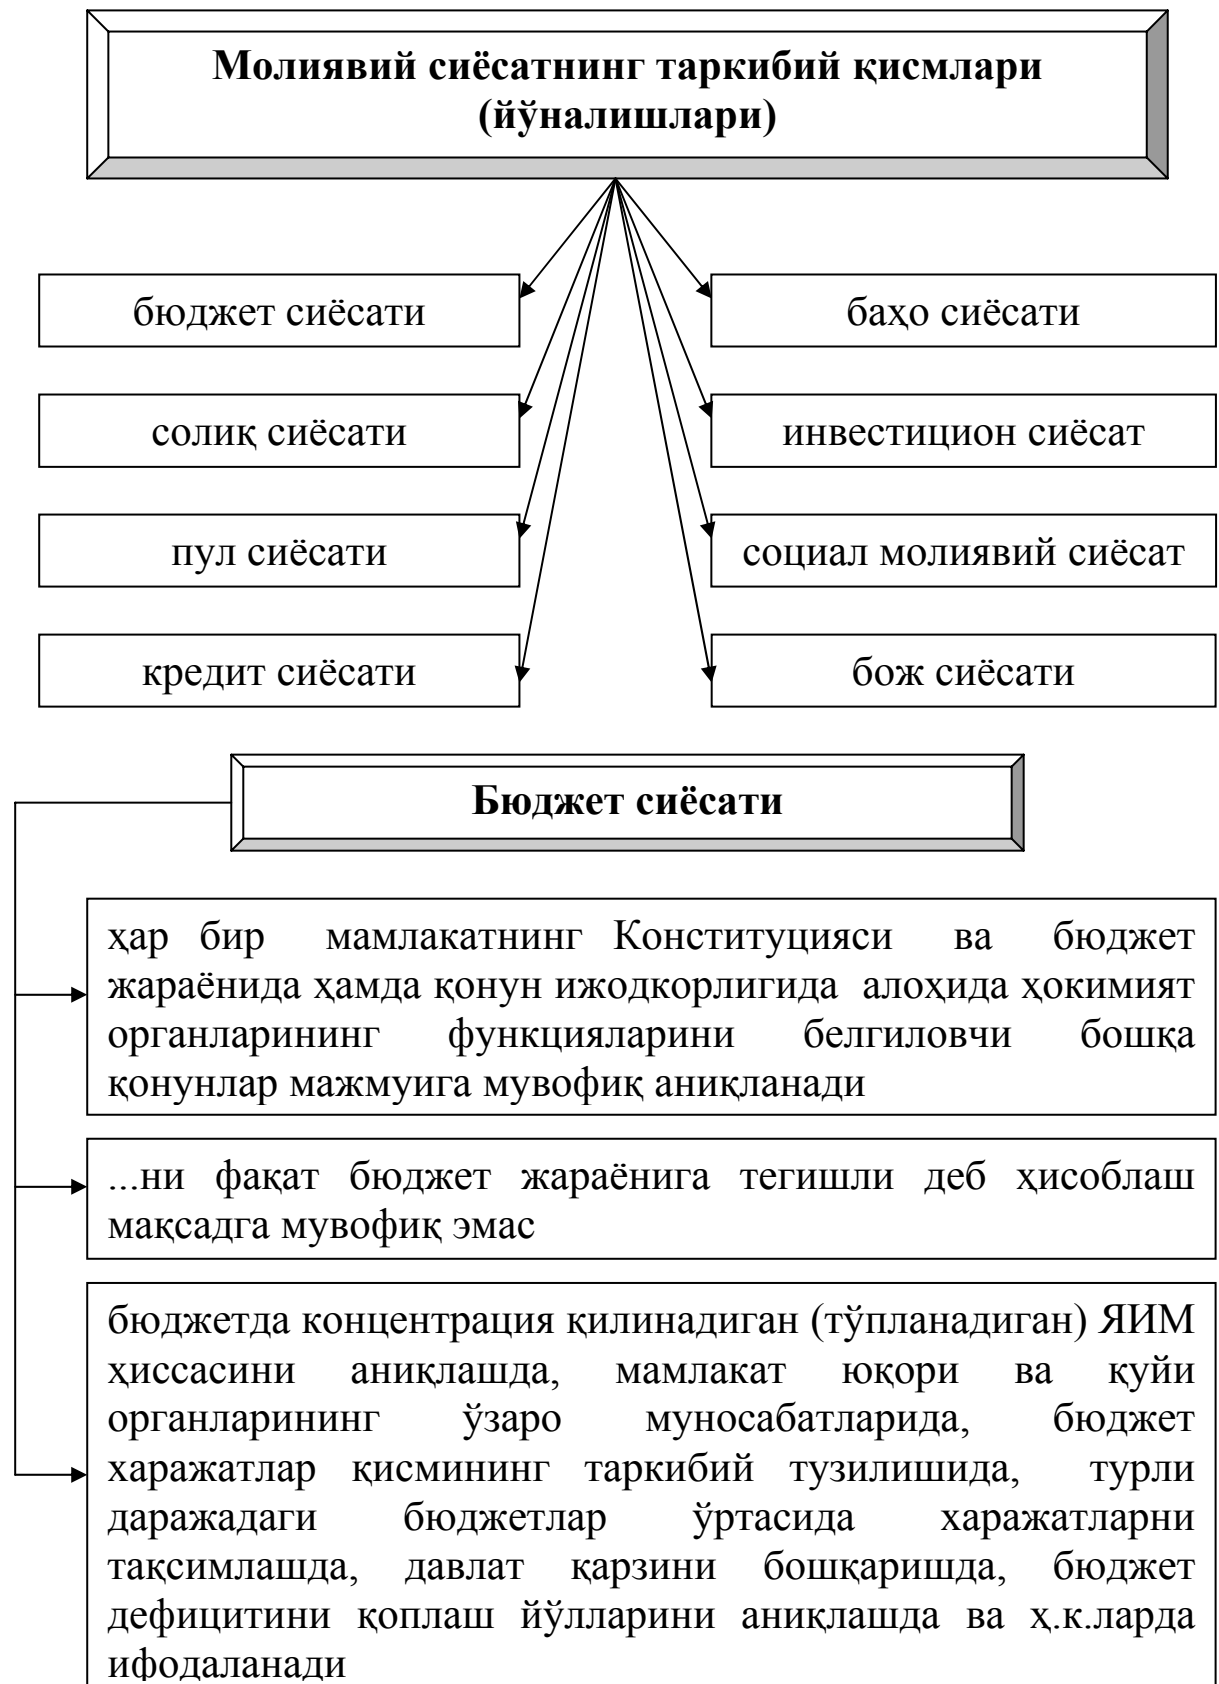 Молиявий сиёсатнинг таркибий қисмлари
(йўналишлари)
бюджет сиёсати
баҳо сиёсати
солиқ сиёсати
инвестицион сиёсат
пул сиёсати
социал молиявий сиёсат
кредит сиёсати
бож сиёсати
Бюджет сиёсати
ҳар бир мамлакатнинг Конституцияси ва бюджет
жараёнида ҳамда қонун ижодкорлигида алоҳида ҳокимият
органларининг функцияларини белгиловчи бошқа
қонунлар мажмуига мувофиқ аниқланади
...ни фақат бюджет жараёнига тегишли деб ҳисоблаш
мақсадга мувофиқ эмас
бюджетда концентрация қилинадиган (тўпланадиган) ЯИМ
ҳиссасини аниқлашда, мамлакат юқори ва қуйи
органларининг ўзаро муносабатларида, бюджет
харажатлар қисмининг таркибий тузилишида, турли
даражадаги бюджетлар ўртасида харажатларни
тақсимлашда, давлат қарзини бошқаришда, бюджет
дефицитини қоплаш йўлларини аниқлашда ва ҳ.к.ларда
ифодаланади